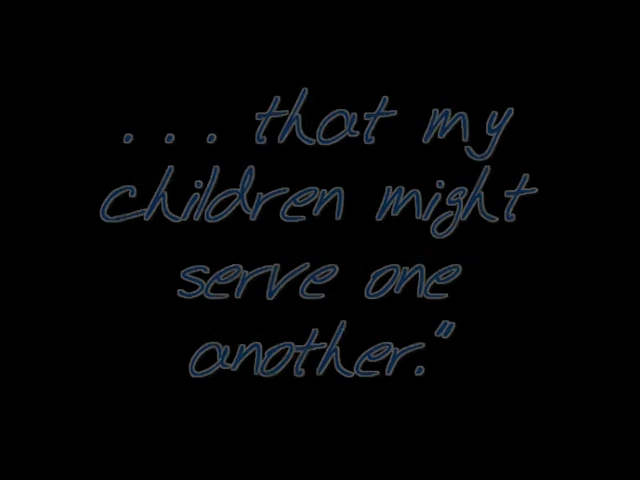 . . . that my
children might
serve one
another."